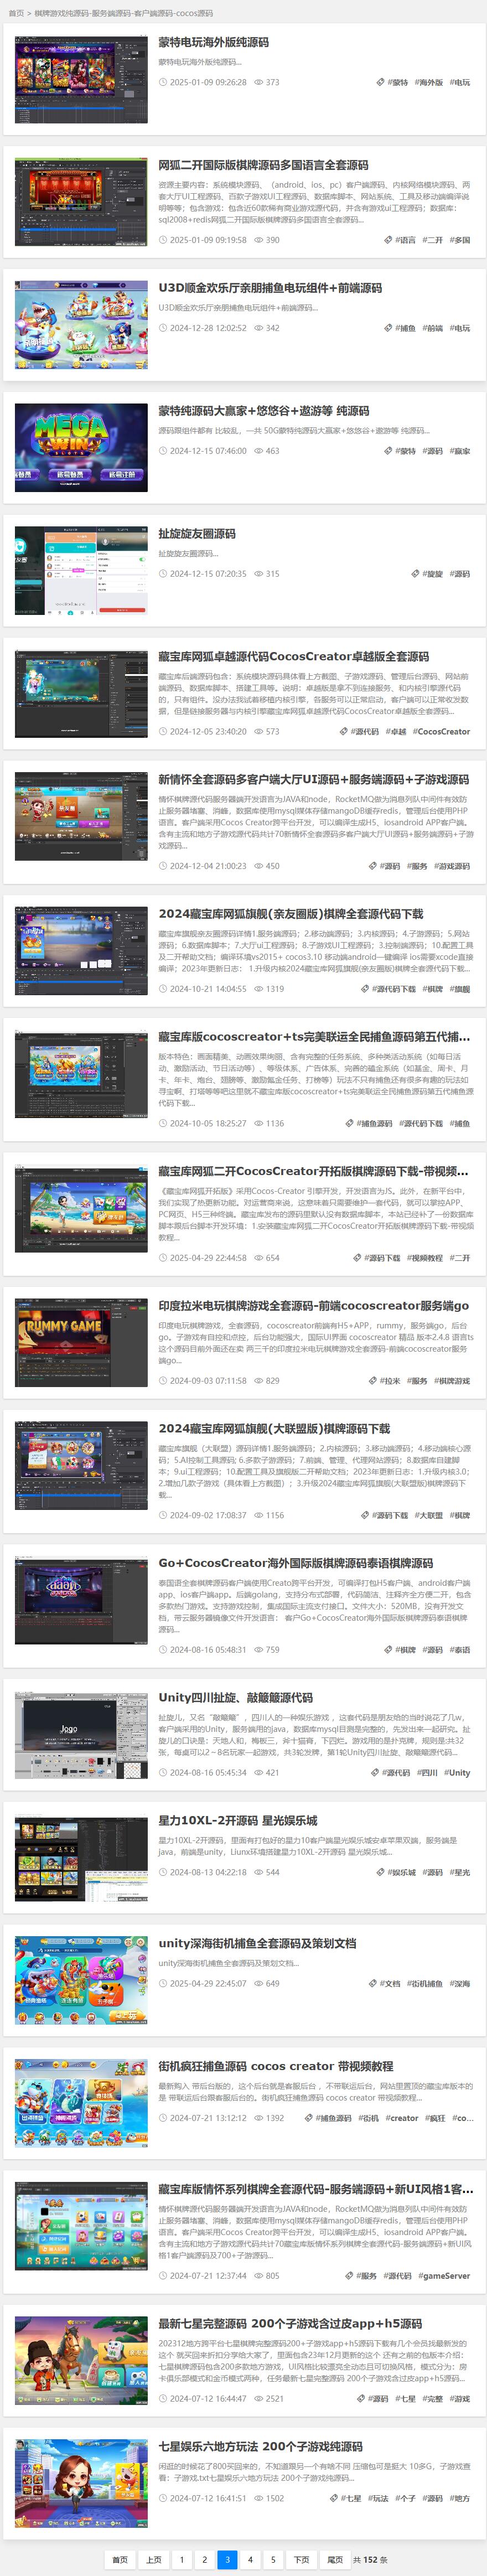 首页 > 棋牌游戏纯源码-服务端源码-客户端源码-cocos源码
蒙特电玩海外版纯源码
蒙特电玩海外版纯源码...
2025-01-09 09:26:28 373 #蒙特 #海外版 #电玩
网狐二开国际版棋牌源码多国语言全套源码
资源主要内容：系统模块源码、（android、ios、pc）客户端源码、内核网络模块源码、两
套大厅UI工程源码、百款子游戏UI工程源码、数据库脚本、网站系统、工具及移动端编译说
明等等；包含游戏：包含近60款稀有商业游戏源代码，并含有游戏ui工程源码；数据库：
sql2008+redis网狐二开国际版棋牌源码多国语言全套源码...
2025-01-09 09:19:58 390 #语言 #二开 #多国
U3D顺金欢乐厅亲朋捕鱼电玩组件+前端源码
U3D顺金欢乐厅亲朋捕鱼电玩组件+前端源码...
2024-12-28 12:02:52 342 #捕鱼 #前端 #电玩
MEGA
WIN
蒙特纯源码大赢家+悠悠谷+遨游等 纯源码
源码跟组件都有 比较乱，一共 50G蒙特纯源码大赢家+悠悠谷+遨游等 纯源码...
2024-12-15 07:46:00 463 #蒙特 #源码 #赢家
扯旋旋友圈源码
扯旋旋友圈源码...
2024-12-15 07:20:35 315 #旋旋 #源码
藏宝库网狐卓越源代码CocosCreator卓越版全套源码
藏宝库后端源码包含：系统模块源码具体看上方截图、子游戏源码、管理后台源码、网站前
端源码、数据库脚本、搭建工具等。说明：卓越版是拿不到连接服务、和内核引擎源代码
的，只有组件。没办法我试着移植内核引擎，各服务可以正常启动，客户端可以正常收发数
据，但是链接服务器与内核引擎藏宝库网狐卓越源代码CocosCreator卓越版全套源码...
2024-12-05 23:40:20 573 #源代码 #卓越 #CocosCreator
新情怀全套源码多客户端大厅UI源码+服务端源码+子游戏源码
情怀棋牌源代码服务器端开发语言为JAVA和node，RocketMQ做为消息列队中间件有效防
止服务器堵塞、消峰，数据库使用mysql媒体存储mangoDB缓存redis，管理后台使用PHP
语言。客户端采用Cocos Creator跨平台开发，可以编译生成H5，iosandroid APP客户端。
含有主流和地方子游戏源代码共计70新情怀全套源码多客户端大厅UI源码+服务端源码+子游
戏源码...
2024-12-04 21:00:23 450 #源码 #服务 #游戏源码
2024藏宝库网狐旗舰(亲友圈版)棋牌全套源代码下载
藏宝库旗舰亲友圈源码详情1.服务端源码；2.移动端源码；3.内核源码；4.子游源码；5.网站
源码；6.数据库脚本；7.大厅ui工程源码；8.子游戏UI工程源码；3.控制端源码；10.配置工具
及二开帮助文档；编译环境vs2015+ cocos3.10 移动端android一键编译 ios需要xcode直接
编译；2023年更新日志： 1.升级内核2024藏宝库网狐旗舰(亲友圈版)棋牌全套源代码下载...
2024-10-21 14:04:55 1319 #源代码下载 #棋牌 #旗舰
藏宝库版cocoscreator+ts完美联运全民捕鱼源码第五代捕...
版本特色：画面精美、动画效果绚丽、含有完整的任务系统、多种类活动系统（如每日活
动、激励活动、节日活动等）、等级体系、广告体系、完善的磕金系统（如基金、周卡、月
卡、年卡、炮台、翅膀等、激励氪金任务、打榜等）玩法不只有捕鱼还有很多有趣的玩法如
寻宝啊、打塔等等吧这里就不藏宝库版cocoscreator+ts完美联运全民捕鱼源码第五代捕鱼源
代码下载...
2024-10-05 18:25:27 1136 #捕鱼源码 #源代码下载 #捕鱼
藏宝库网狐二开CocosCreator开拓版棋牌源码下载-带视频...
《藏宝库网狐开拓版》采用Cocos-Creator 引擎开发，开发语言为JS。此外，在新平台中，
我们实现了热更新功能。对运营商来说，这意味着只需要维护一套代码，就可以掌控APP、
PC网页、H5三种终端。藏宝库发布的源码里默认没有数据库脚本，本站已经补了一份数据库
脚本跟后台脚本开发环境：1.安装藏宝库网狐二开CocosCreator开拓版棋牌源码下载-带视频
教程...
2025-04-29 22:44:58 654 #源码下载 #视频教程 #二开
RUMMY GAME
印度拉米电玩棋牌游戏全套源码-前端cocoscreator服务端go
印度电玩棋牌游戏，全套源码，cocoscreator前端有H5+APP，rummy，服务端go，后台
go。子游戏有目控和点控，后台功能强大，国际UI界面 cocoscreator 精品 版本2.4.8 语言ts
这个源码目前外面还在卖 两三千的印度拉米电玩棋牌游戏全套源码-前端cocoscreator服务
端go...
2024-09-03 07:11:58 829 #拉米 #服务 #棋牌游戏
2024藏宝库网狐旗舰(大联盟版)棋牌源码下载
藏宝库旗舰（大联盟）源码详情1.服务端源码；2.内核源码；3.移动端源码；4.移动端核心源
码；5.AI控制工具源码；6.多款子游源码；7.前端、管理、代理网站源码；8.数据库自建脚
本；9.ui工程源码；10.配置工具及旗舰版二开帮助文档；2023年更新日志：1.升级内核3.0；
2.增加几款子游戏（具体看上方截图）；3.升级2024藏宝库网狐旗舰(大联盟版)棋牌源码下
载...
2024-09-02 17:08:37 1156 #源码下载 #大联盟 #棋牌
Go+CocosCreator海外国际版棋牌源码泰语棋牌源码
泰国语全套棋牌源码客户端使用Creato跨平台开发，可编译打包H5客户端、android客户端
app、ios客户端app。后端golang，支持分布式部署，代码简洁、注释齐全方便二开，包含
多款热门游戏。支持游戏控制，集成国际主流支付接口。文件大小：520MB，没有开发文
档，带云服务器镜像文件开发语言： 客户Go+CocosCreator海外国际版棋牌源码泰语棋牌
源码...
2024-08-16 05:48:31 759 #棋牌 #源码 #泰语
Unity四川扯旋、敲簸簸源代码
扯旋儿，又名“敲簸簸”，四川人的一种娱乐游戏 ，这套代码是朋友给的当时说花了几w，
客户端采用的Unity，服务端用的java，数据库mysql目测是完整的，先发出来一起研究。扯
旋儿的口诀是：天地人和，梅板三，斧十猫膏，下四烂。游戏用的是扑克牌，规则是:共32
张，每桌可以2－8名玩家一起游戏，共3轮发牌，第1轮Unity四川扯旋、敲簸簸源代码...
2024-08-16 05:45:34 421 #源代码 #四川 #Unity
星力10XL-2开源码 星光娱乐城
星力10XL-2开源码，里面有打包好的星力10客户端星光娱乐城安卓苹果双端，服务端是
java，前端是unity，Liunx环境搭建星力10XL-2开源码 星光娱乐城...
2024-08-13 04:22:18 544 #娱乐城 #源码 #星光
unity深海街机捕鱼全套源码及策划文档
unity深海街机捕鱼全套源码及策划文档...
2025-04-29 22:45:07 649 #文档 #街机捕鱼 #深海
街机疯狂捕鱼源码 cocos creator 带视频教程
最新购入 带后台版的，这个后台就是客服后台 ，不带联运后台，网站里置顶的藏宝库版本的
是 带联运后台跟客服后台的。街机疯狂捕鱼源码 cocos creator 带视频教程...
2024-07-21 13:12:12 1392 #捕鱼源码 #街机 #creator #疯狂 #co...
藏宝库版情怀系列棋牌全套源代码-服务端源码+新UI风格1客...
情怀棋牌源代码服务器端开发语言为JAVA和node，RocketMQ做为消息列队中间件有效防
止服务器堵塞、消峰，数据库使用mysql媒体存储mangoDB缓存redis，管理后台使用PHP
语言。客户端采用Cocos Creator跨平台开发，可以编译生成H5，iosandroid APP客户端。
含有主流和地方子游戏源代码共计70藏宝库版情怀系列棋牌全套源代码-服务端源码+新UI风
格1客户端源码及700+子游源码...
2024-07-21 12:37:44 805 #服务 #源代码 #gameServer
最新七星完整源码 200个子游戏含过皮app+h5源码
202312地方跨平台七星棋牌完整源码200+子游戏app+h5源码下载有几个会员找最新发的
这个 就买回来折扣分享给大家了，里面包含23年12月更新的这个 还有之前的包版本介绍：
七星棋牌源码包含200多款地方游戏，UI风格比较漂亮全动态且可切换风格，模式分为：房
卡俱乐部模式和金币模式两种，任务最新七星完整源码 200个子游戏含过皮app+h5源码...
2024-07-12 16:44:47 2521 #源码 #七星 #完整 #游戏
七星娱乐六地方玩法 200个子游戏纯源码
闲逛的时候花了800买回来的，不知道跟另一个有啥不同 压缩包可是挺大 10多G，子游戏查
看：子游戏.txt七星娱乐六地方玩法 200个子游戏纯源码...
2024-07-12 16:41:51 1502 #七星 #玩法 #个子 #源码 #地方
首页 上页 1 2 3 4 5 下页 尾页 共 152 条